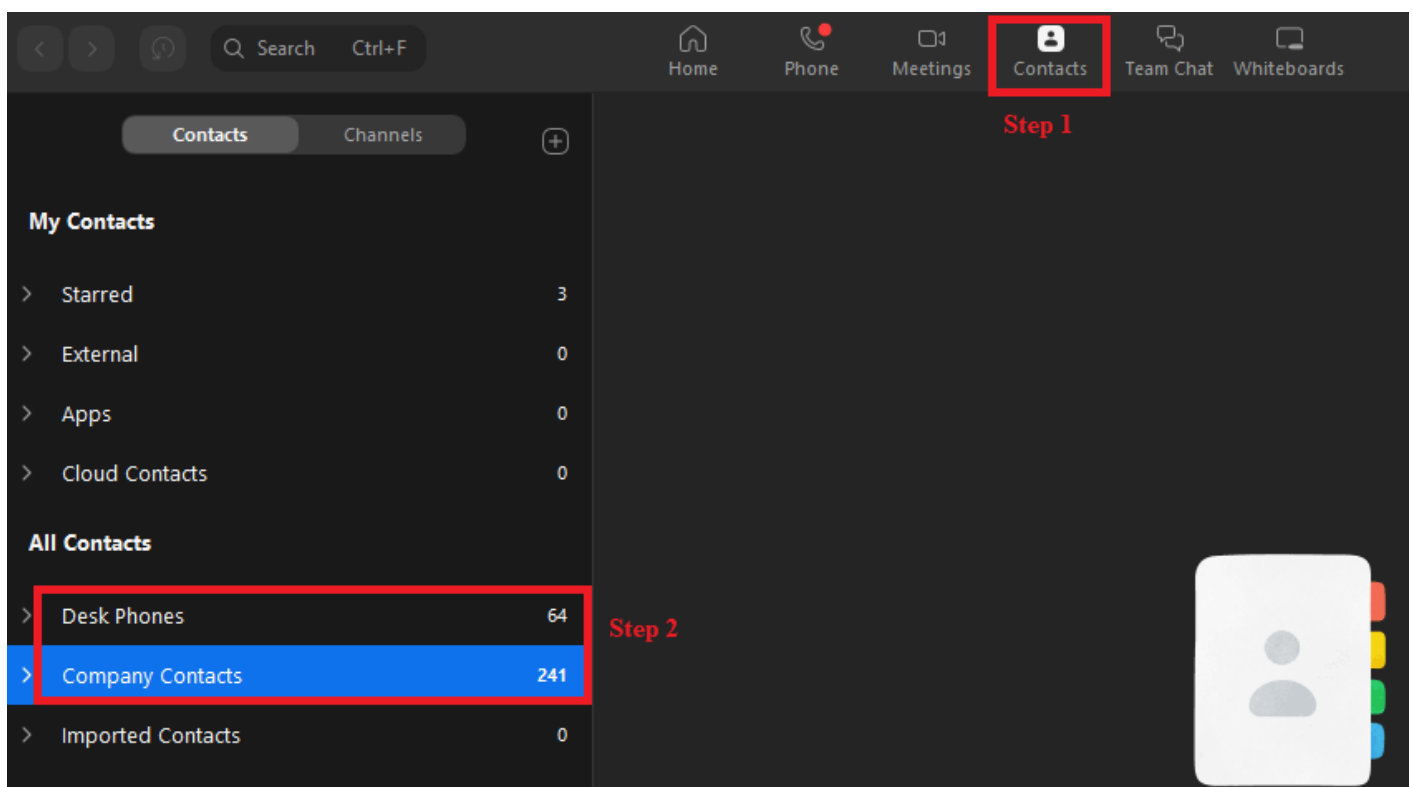 Search Ctrl+F
Home Phone Meetings Contacts Team Chat Whiteboards
Step 1
Contacts Channels
My Contacts
Starred 3
External 0
Apps 0
Cloud Contacts 0
All Contacts
Desk Phones 64
Step 2
Company Contacts 241
Imported Contacts 0